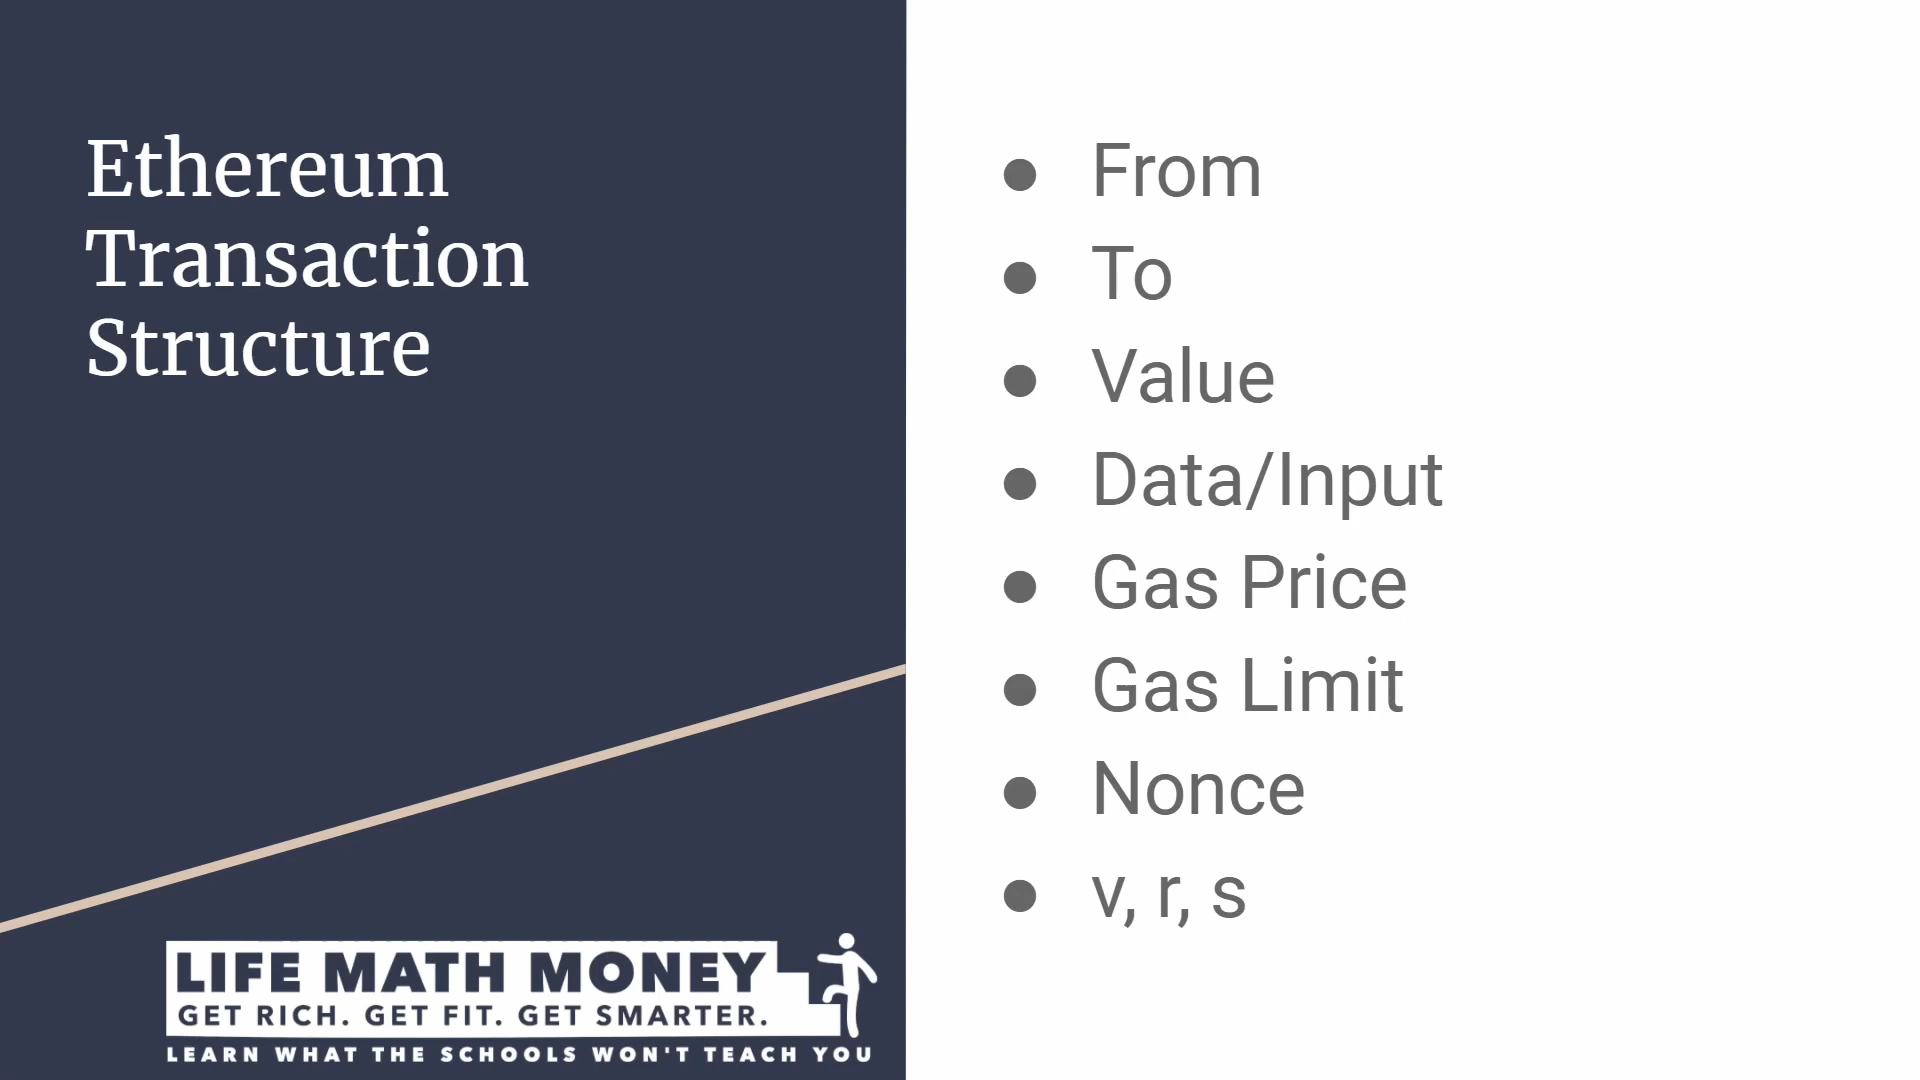 Ethereum
Transaction
Structure
● From
● To
● Value
● Data/Input
● Gas Price
● Gas Limit
● Nonce
● v, r, s
LIFE MATH MONEY
GET RICH. GET FIT. GET SMARTER.
LEARN WHAT THE SCHOOLS WON'T TEACH YOU